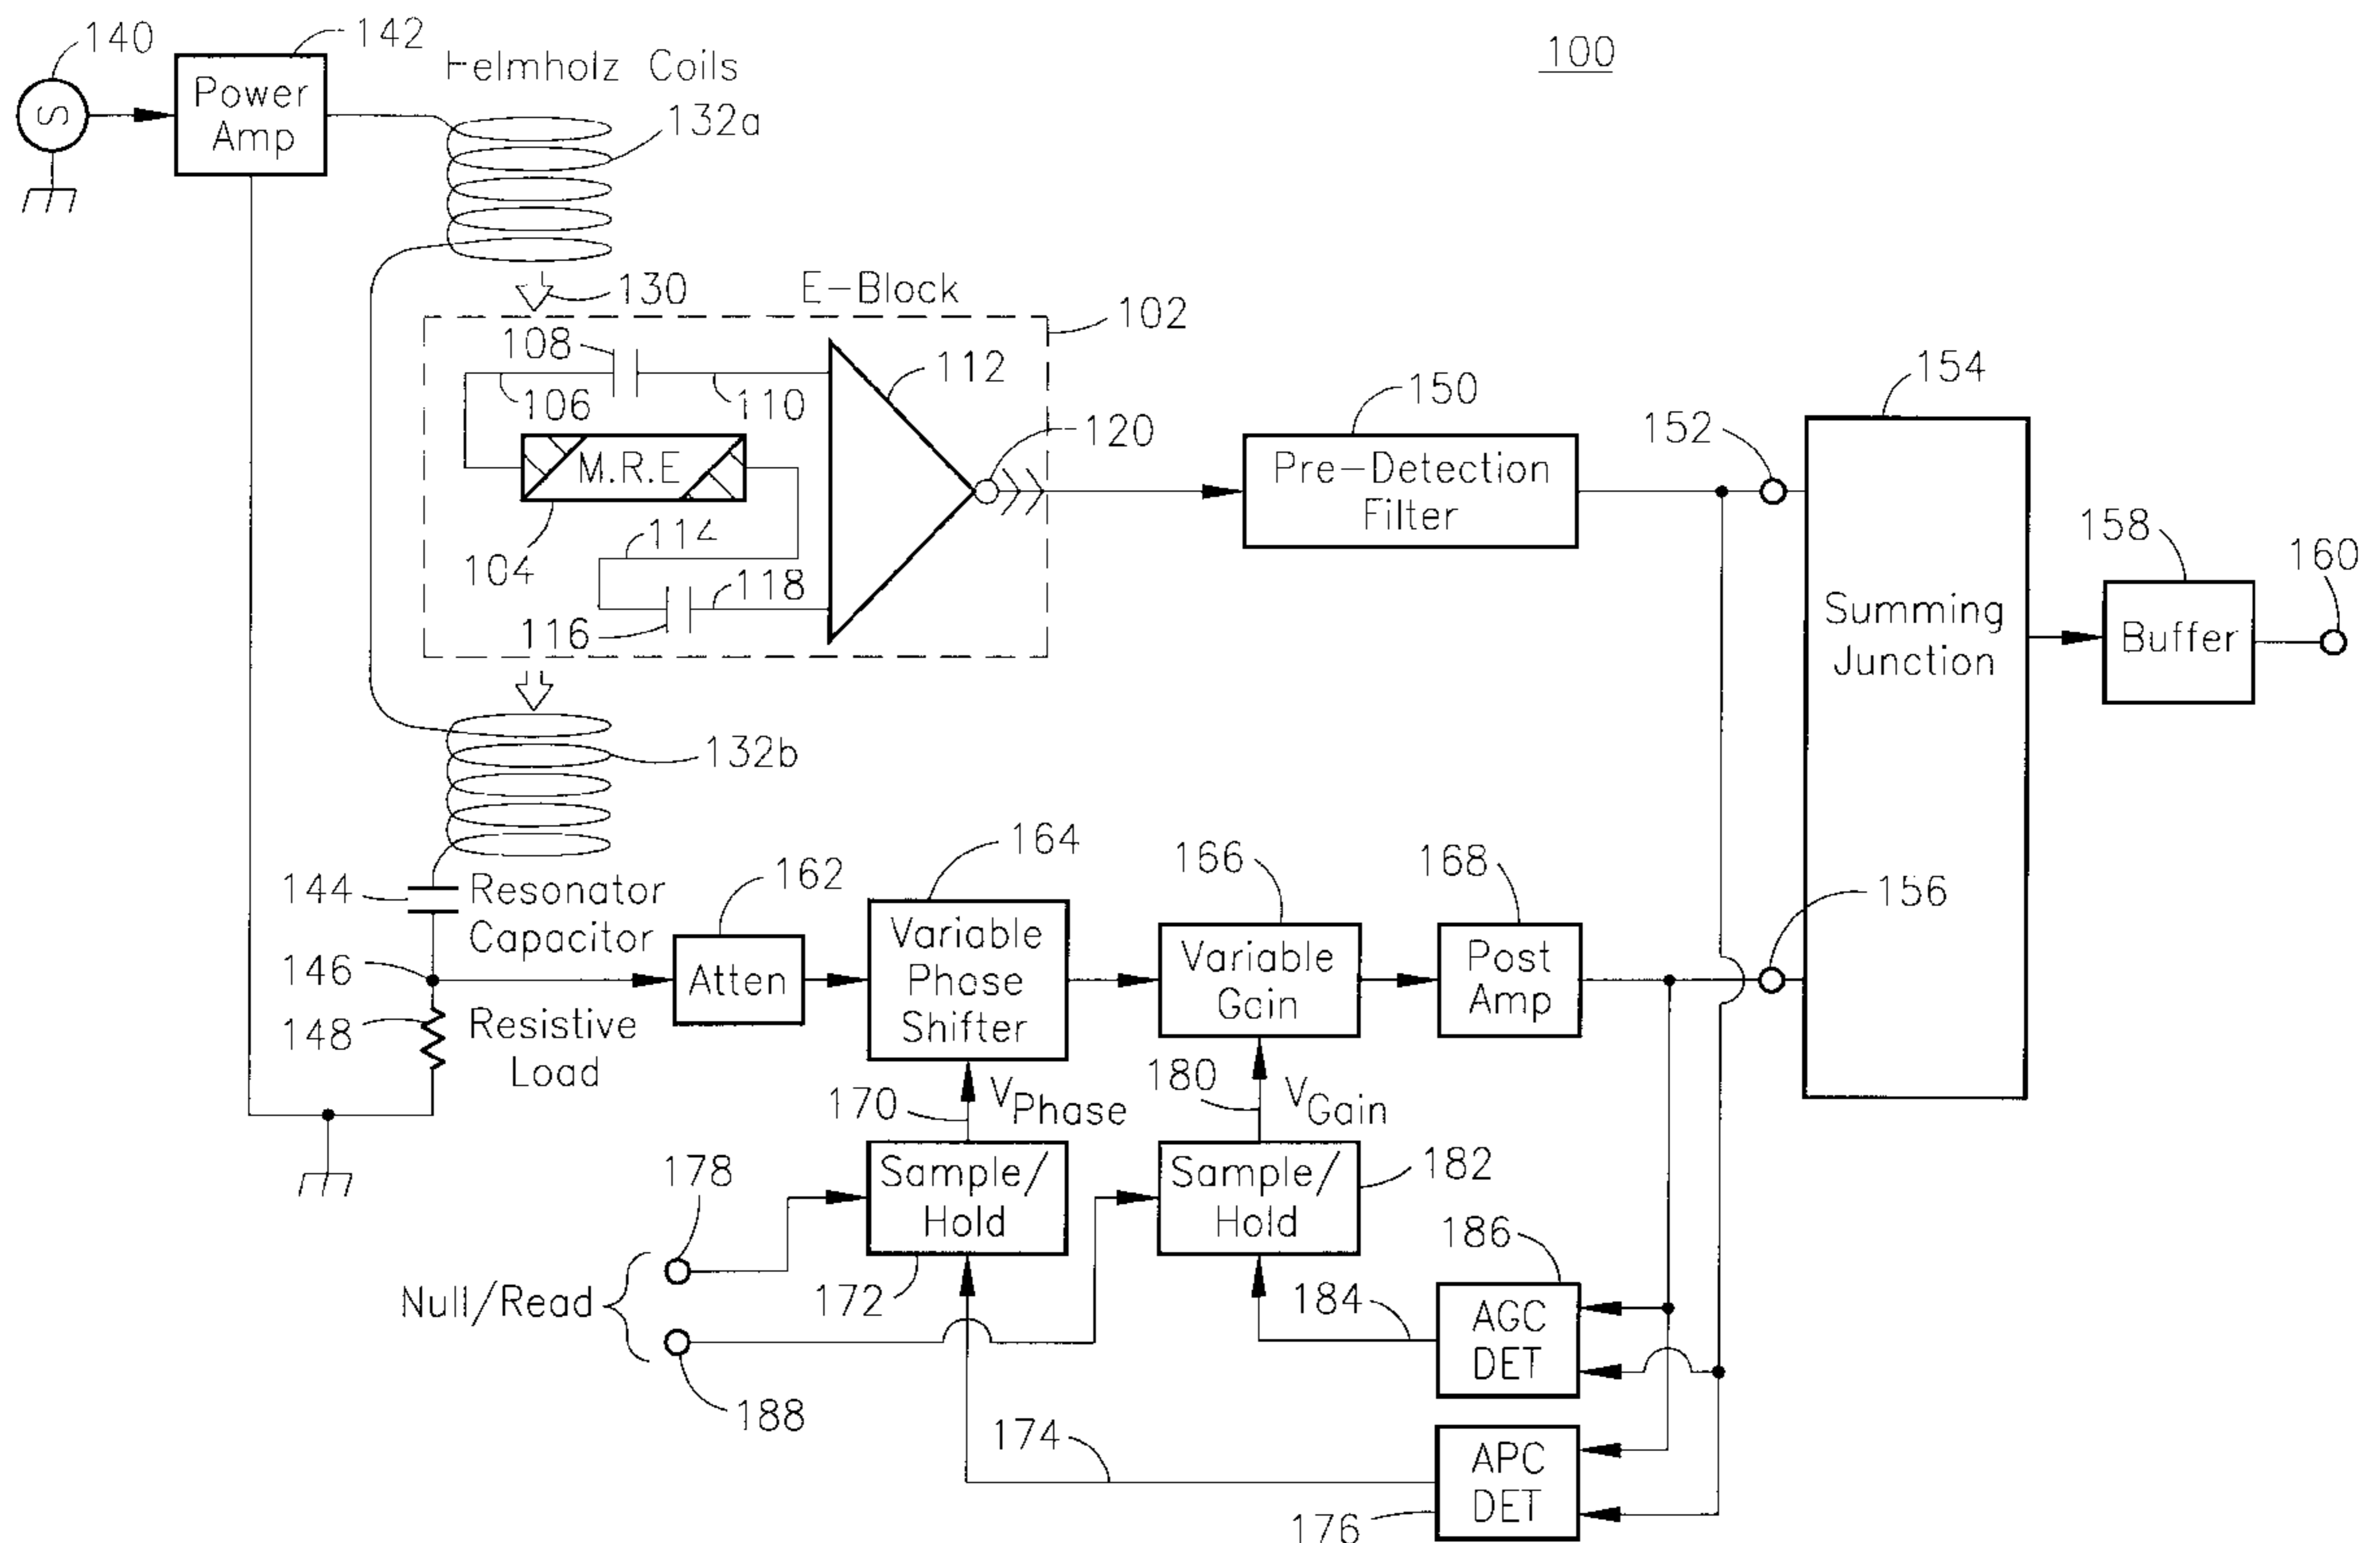 100
140
142
Power
Amp
Helmholz Coils
132a
S
130
E-Block
102
108
112
106
110
120
M.R.E
114
104
118
116
150
Pre-Detection
Filter
152
154
Summing
Junction
158
Buffer
160
132b
144
Resonator
Capacitor
146
148
Resistive
Load
162
Atten
164
Variable
Phase
Shifter
166
Variable
Gain
168
Post
Amp
156
170
VPhase
180
VGain
178
Sample/
Hold
172
Sample/
Hold
182
Null/Read
188
184
186
AGC
DET
174
APC
DET
176